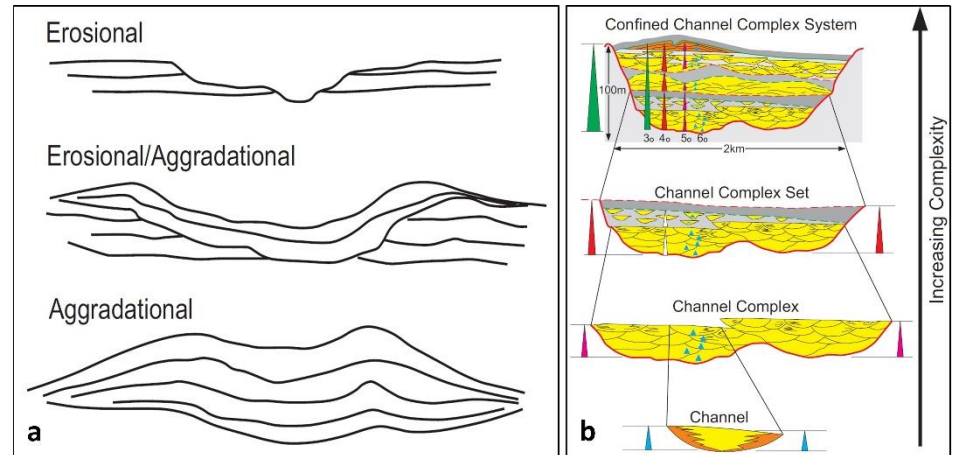 Erosional
Erosional/Aggradational
Aggradational
a
Confined Channel Complex System
100m
3o 4o 5o 6o
2km
Channel Complex Set
Channel Complex
Channel
b
Increasing Complexity